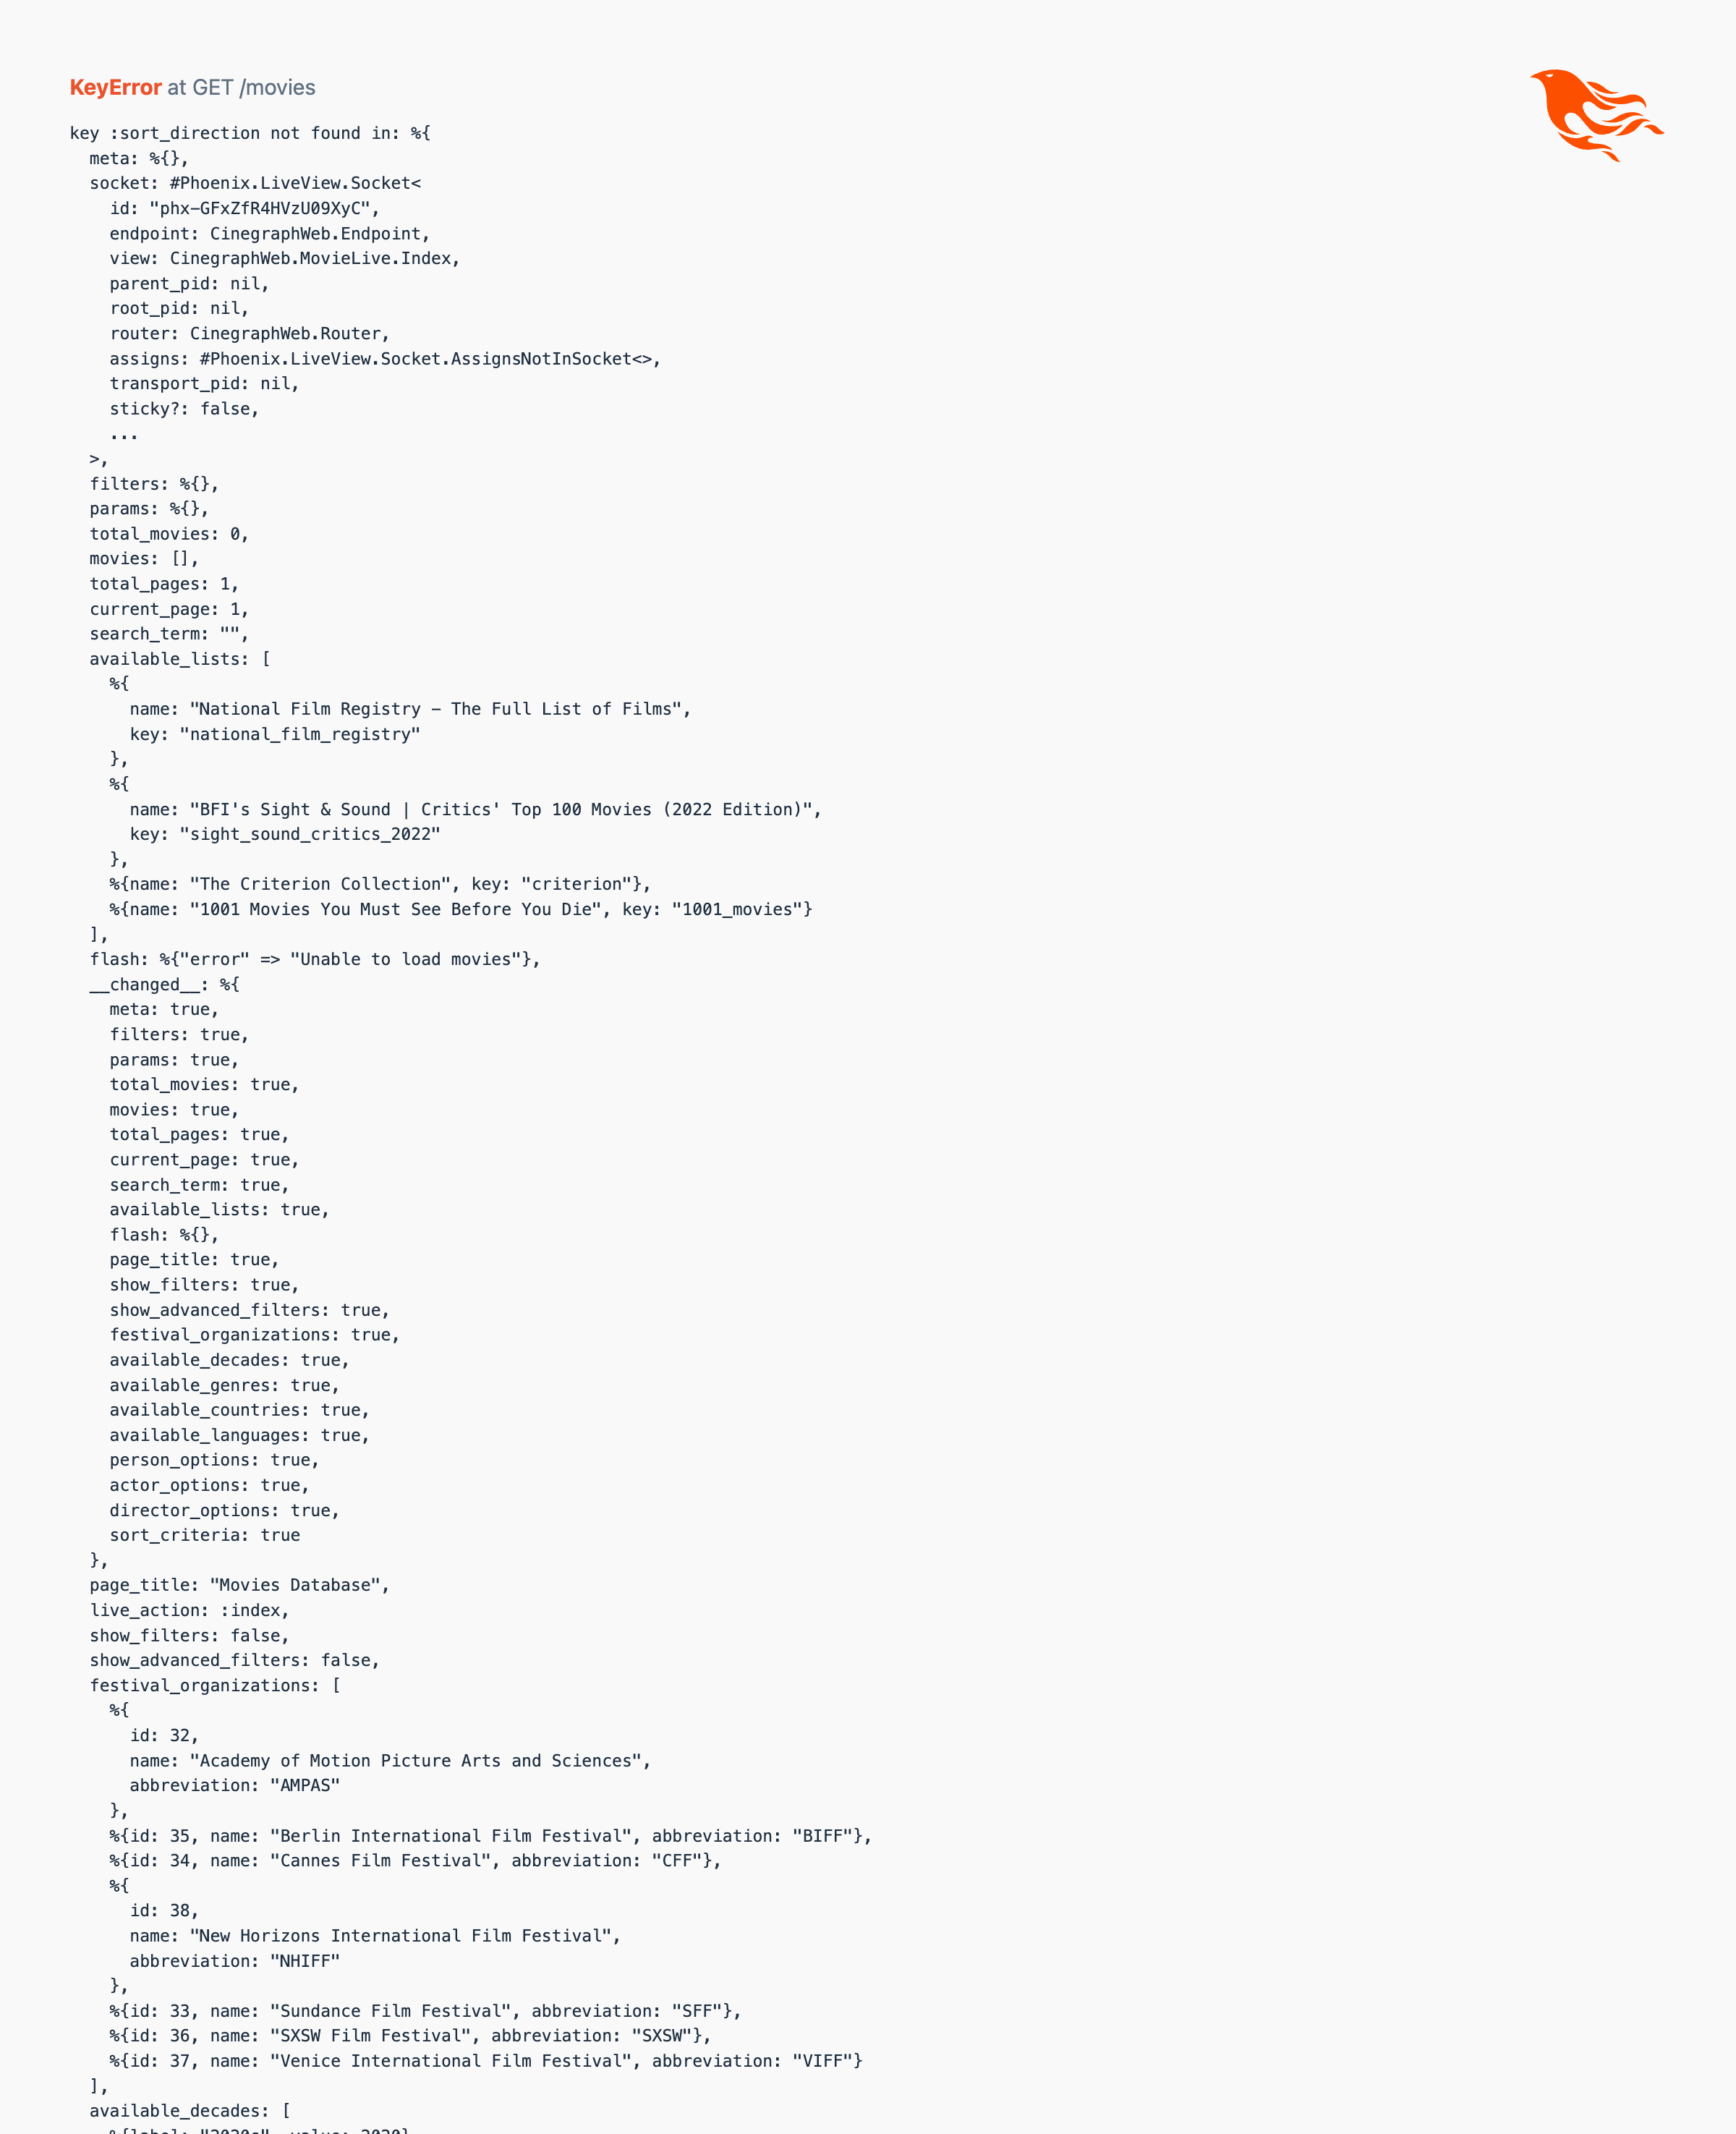 KeyError at GET /movies
key :sort_direction not found in: %{
  meta: %{},
  socket: #Phoenix.LiveView.Socket<
    id: "phx-GFxZfR4HVzU09XyC",
    endpoint: CinegraphWeb.Endpoint,
    view: CinegraphWeb.MovieLive.Index,
    parent_pid: nil,
    root_pid: nil,
    router: CinegraphWeb.Router,
    assigns: #Phoenix.LiveView.Socket.AssignsNotInSocket<>,
    transport_pid: nil,
    sticky?: false,
    ...
  >,
  filters: %{},
  params: %{},
  total_movies: 0,
  movies: [],
  total_pages: 1,
  current_page: 1,
  search_term: "",
  available_lists: [
    %{
      name: "National Film Registry – The Full List of Films",
      key: "national_film_registry"
    },
    %{
      name: "BFI's Sight & Sound | Critics' Top 100 Movies (2022 Edition)",
      key: "sight_sound_critics_2022"
    },
    %{name: "The Criterion Collection", key: "criterion"},
    %{name: "1001 Movies You Must See Before You Die", key: "1001_movies"}
  ],
  flash: %{"error" => "Unable to load movies"},
  __changed__: %{
    meta: true,
    filters: true,
    params: true,
    total_movies: true,
    movies: true,
    total_pages: true,
    current_page: true,
    search_term: true,
    available_lists: true,
    flash: %{},
    page_title: true,
    show_filters: true,
    show_advanced_filters: true,
    festival_organizations: true,
    available_decades: true,
    available_genres: true,
    available_countries: true,
    available_languages: true,
    person_options: true,
    actor_options: true,
    director_options: true,
    sort_criteria: true
  },
  page_title: "Movies Database",
  live_action: :index,
  show_filters: false,
  show_advanced_filters: false,
  festival_organizations: [
    %{
      id: 32,
      name: "Academy of Motion Picture Arts and Sciences",
      abbreviation: "AMPAS"
    },
    %{id: 35, name: "Berlin International Film Festival", abbreviation: "BIFF"},
    %{id: 34, name: "Cannes Film Festival", abbreviation: "CFF"},
    %{
      id: 38,
      name: "New Horizons International Film Festival",
      abbreviation: "NHIFF"
    },
    %{id: 33, name: "Sundance Film Festival", abbreviation: "SFF"},
    %{id: 36, name: "SXSW Film Festival", abbreviation: "SXSW"},
    %{id: 37, name: "Venice International Film Festival", abbreviation: "VIFF"}
  ],
  available_decades: [
    %{label: "2020s", value: 2020}